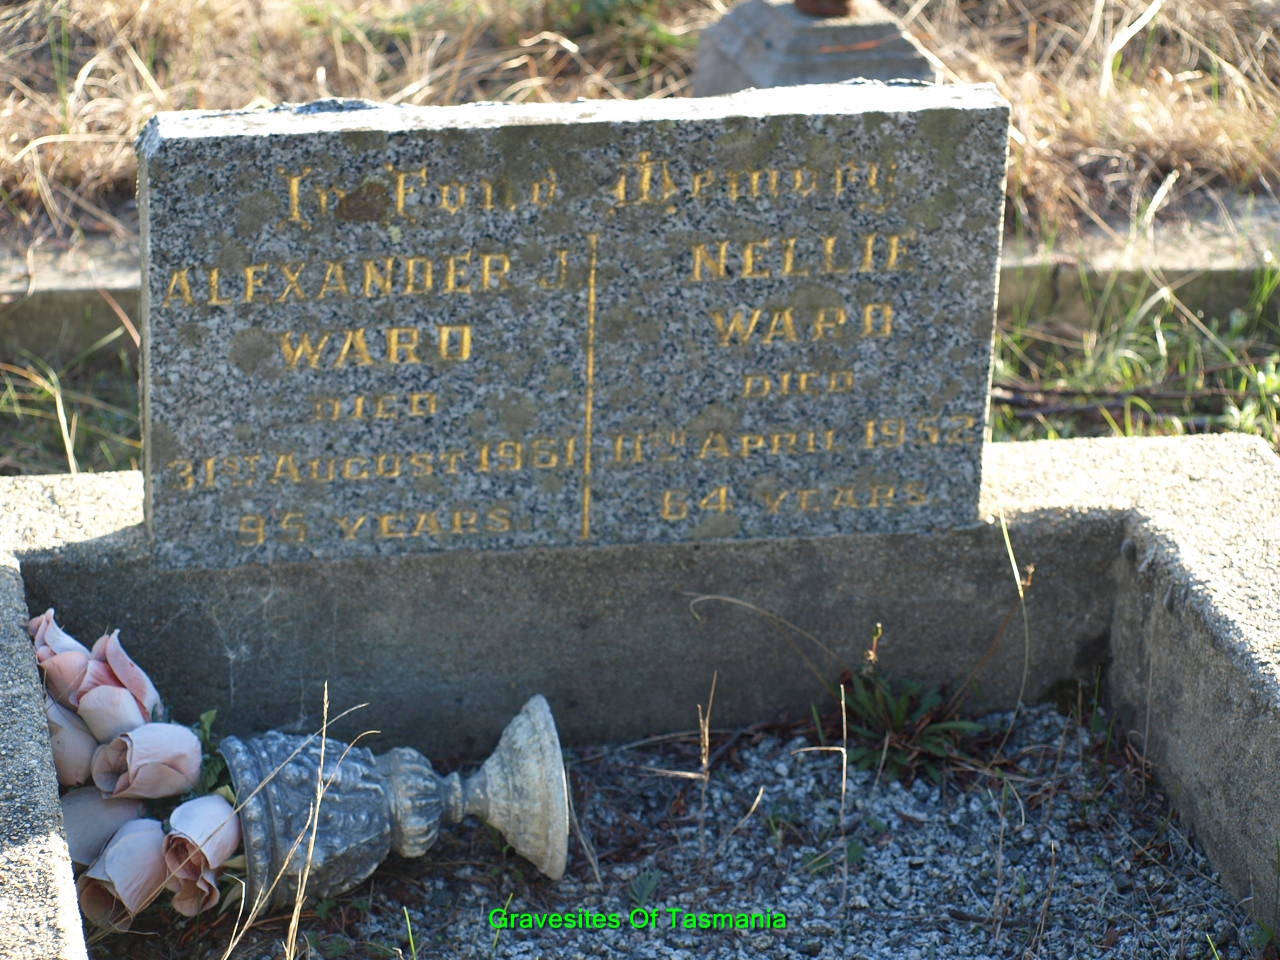 In Fond Memory
ALEXANDER J.
WARD
DIED
31ST AUGUST 1961
95 YEARS
NELLIE
WARD
DIED
11TH APRIL 1952
64 YEARS
Gravesites Of Tasmania